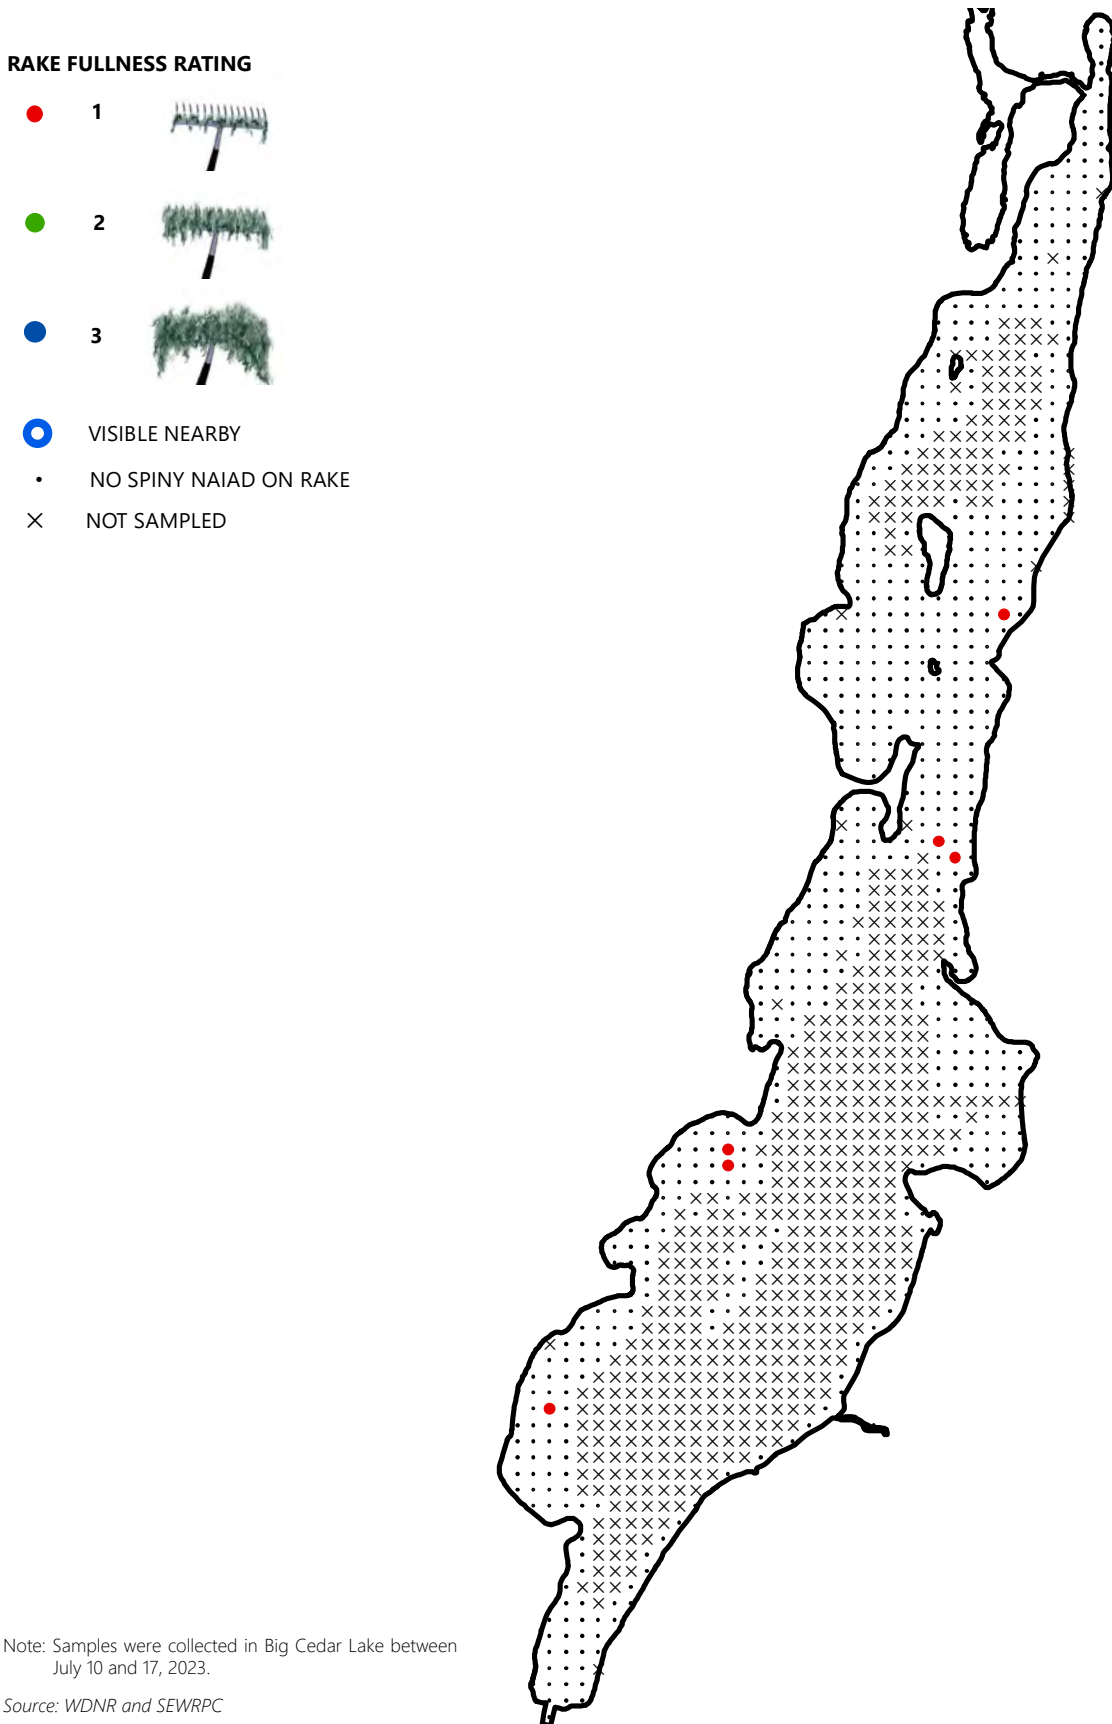 RAKE FULLNESS RATING
1
2
3
VISIBLE NEARBY
NO SPINY NAIAD ON RAKE
NOT SAMPLED
Note: Samples were collected in Big Cedar Lake between
July 10 and 17, 2023.
Source: WDNR and SEWRPC